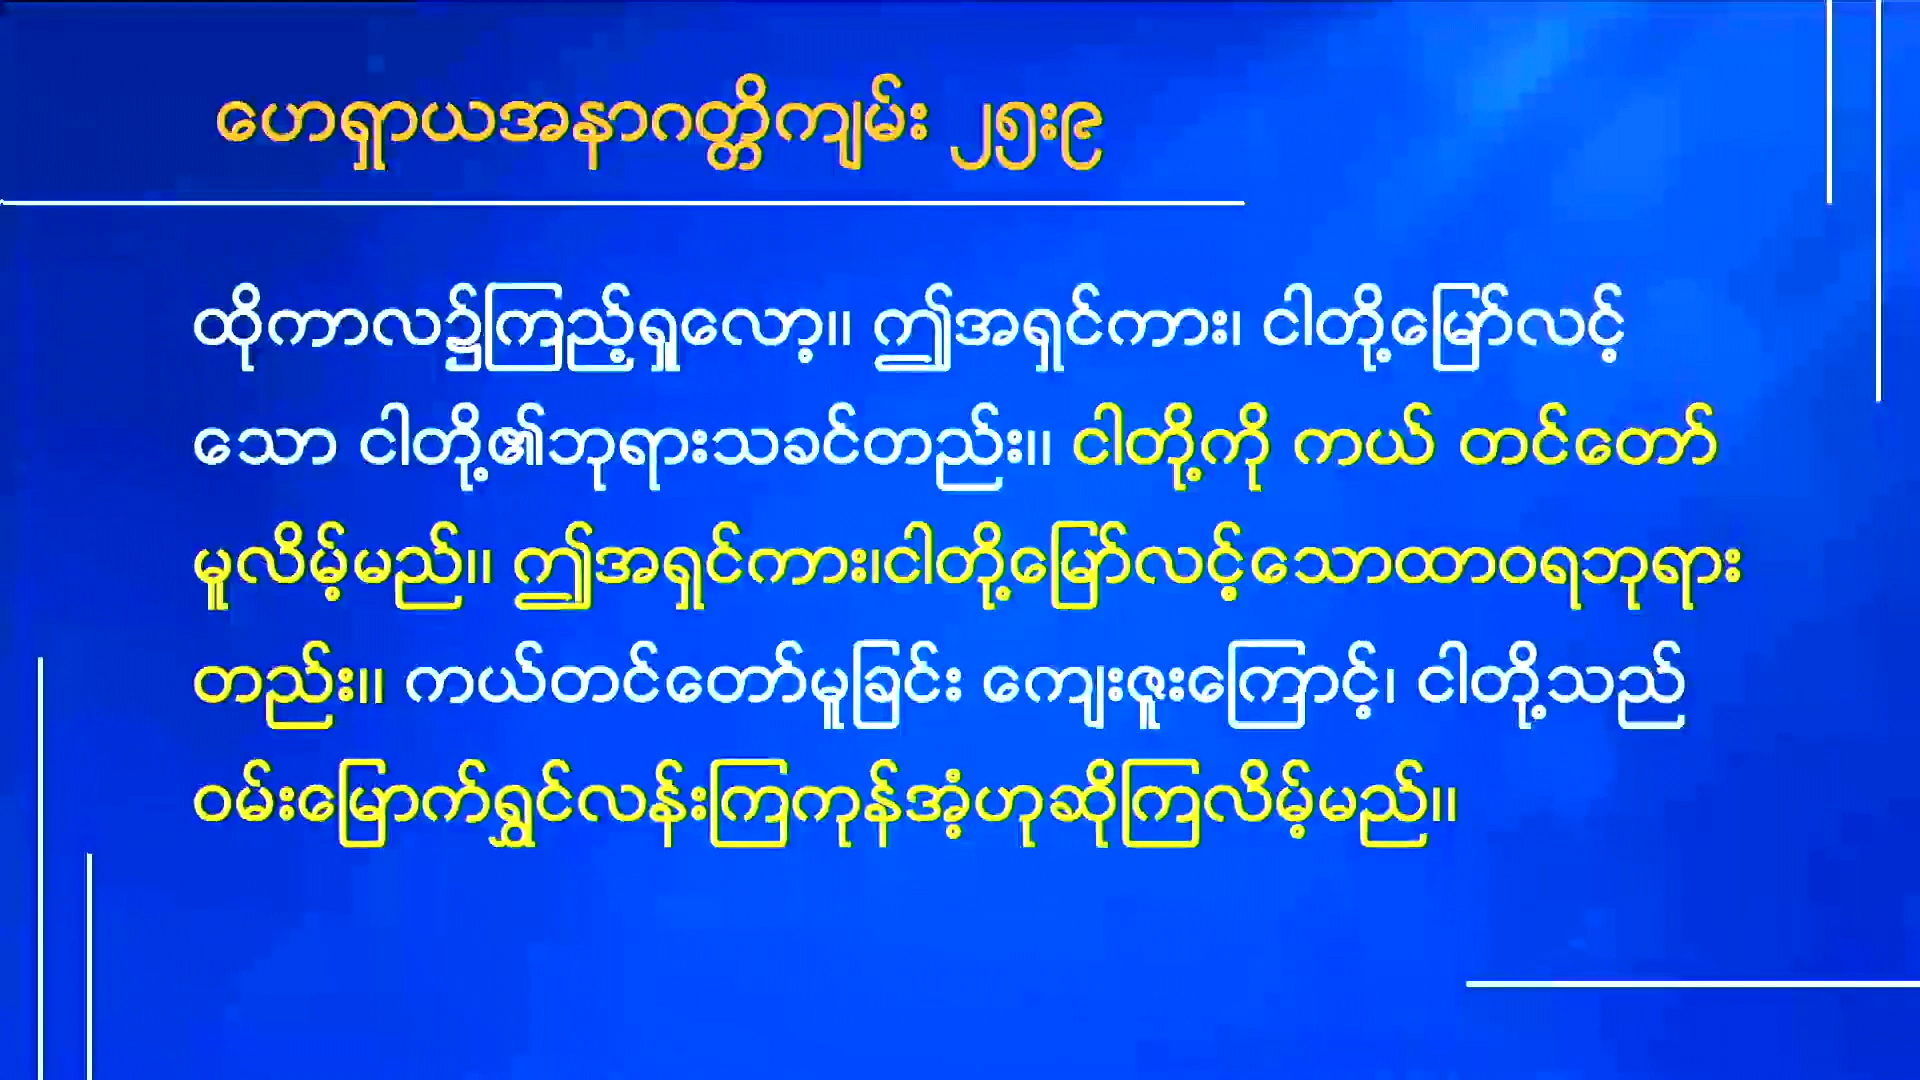 ဟေရှာယအနာဂတ္တိကျမ်း ၂၅း၉
ထိုကာလ၌ကြည့်ရှုလော့။ ဤအရှင်ကား၊ ငါတို့မြော်လင့်
သော ငါတို့၏ဘုရားသခင်တည်း။ ငါတို့ကို ကယ် တင်တော်
မူလိမ့်မည်။ ဤအရှင်ကား၊ငါတို့မြော်လင့်သောထာဝရဘုရား
တည်း။ ကယ်တင်တော်မူခြင်း ကျေးဇူးကြောင့်၊ ငါတို့သည်
ဝမ်းမြောက်ရွှင်လန်းကြကုန်အံ့ဟုဆိုကြလိမ့်မည်။